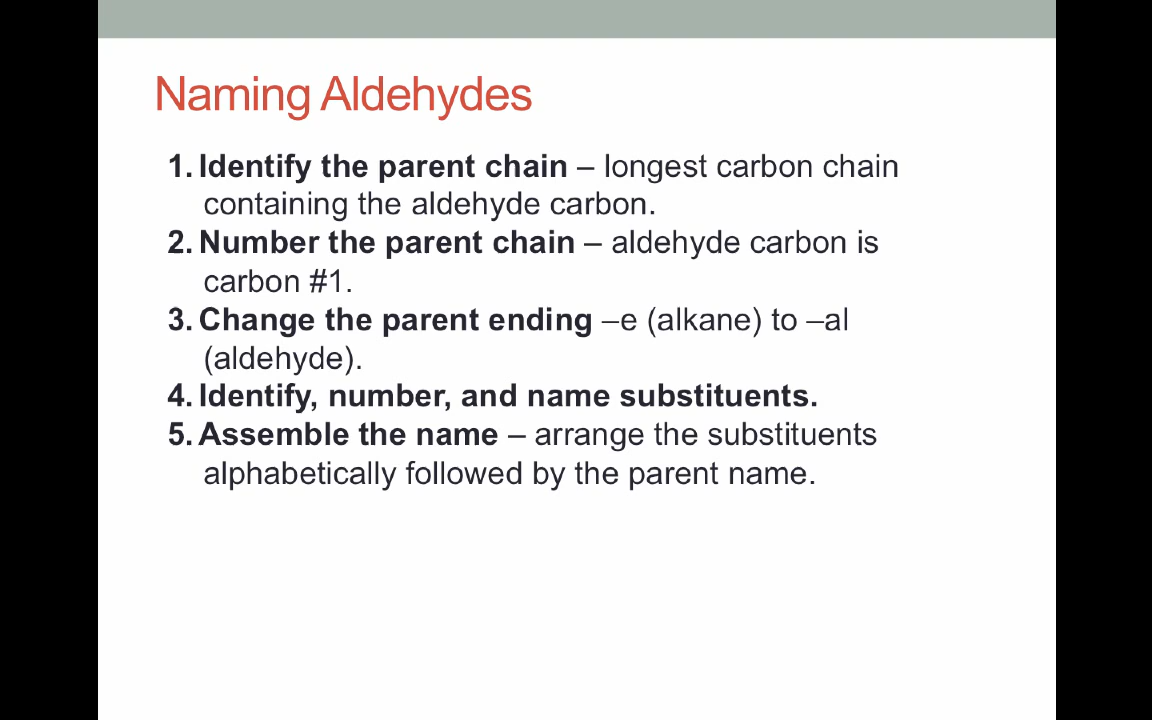 Naming Aldehydes
1. Identify the parent chain – longest carbon chain
containing the aldehyde carbon.
2. Number the parent chain – aldehyde carbon is
carbon #1.
3. Change the parent ending –e (alkane) to –al
(aldehyde).
4. Identify, number, and name substituents.
5. Assemble the name – arrange the substituents
alphabetically followed by the parent name.